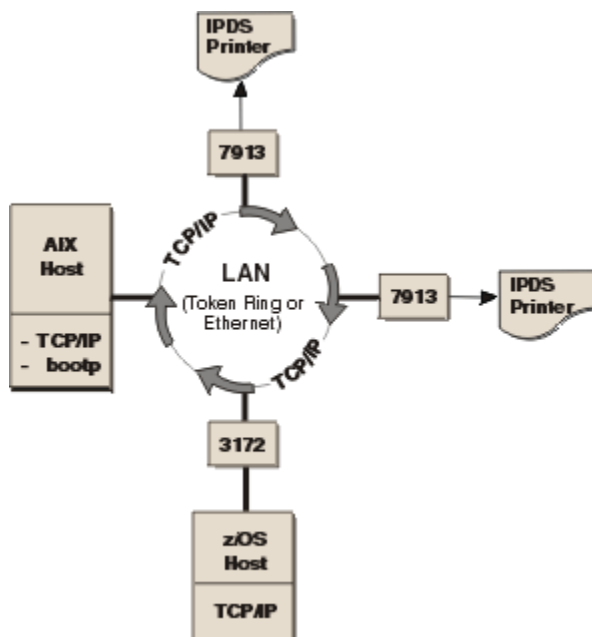 IPDS
Printer
7913
TCP/IP
AIX
Host
- TCP/IP
- bootp
LAN
(Token Ring or
Ethernet)
7913
IPDS
Printer
TCP/IP
3172
z/OS
Host
TCP/IP